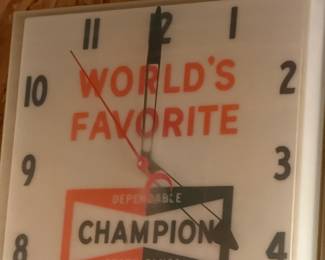 11 12 1
10 2
WORLD'S
FAVORITE
9 3
DEPENDABLE
CHAMPION
8 4